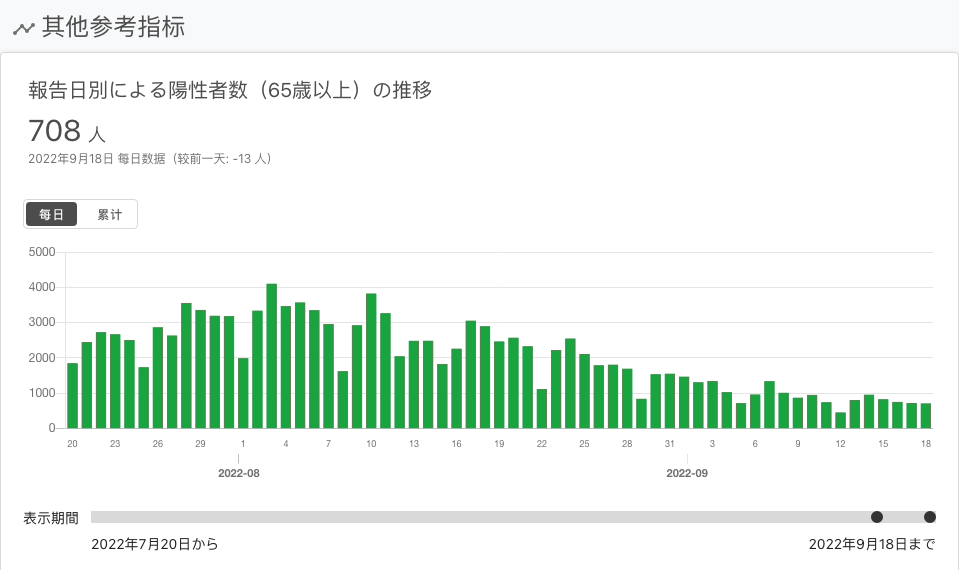 其他参考指标
報告日別による陽性者数（65歳以上）の推移
708 人
2022年9月18日 每日数据（较前一天: -13 人）
每日 累计
5000
4000
3000
2000
1000
0
20 23 26 29 1 4 7 10 13 16 19 22 25 28 31 3 6 9 12 15 18
2022-08 2022-09
表示期間
2022年7月20日から 2022年9月18日まで